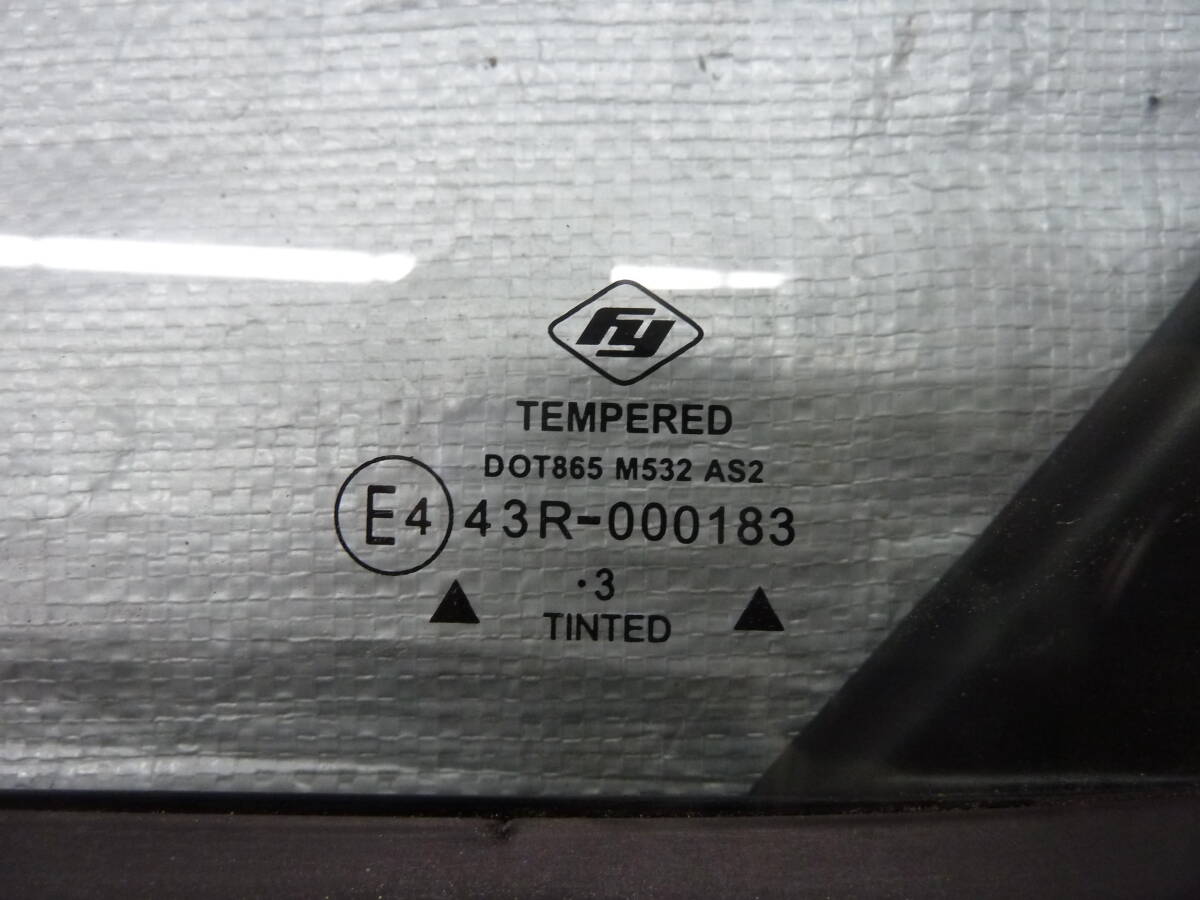 fy
TEMPERED
DOT865 M532 AS2
E4 43R-000183
·3
TINTED